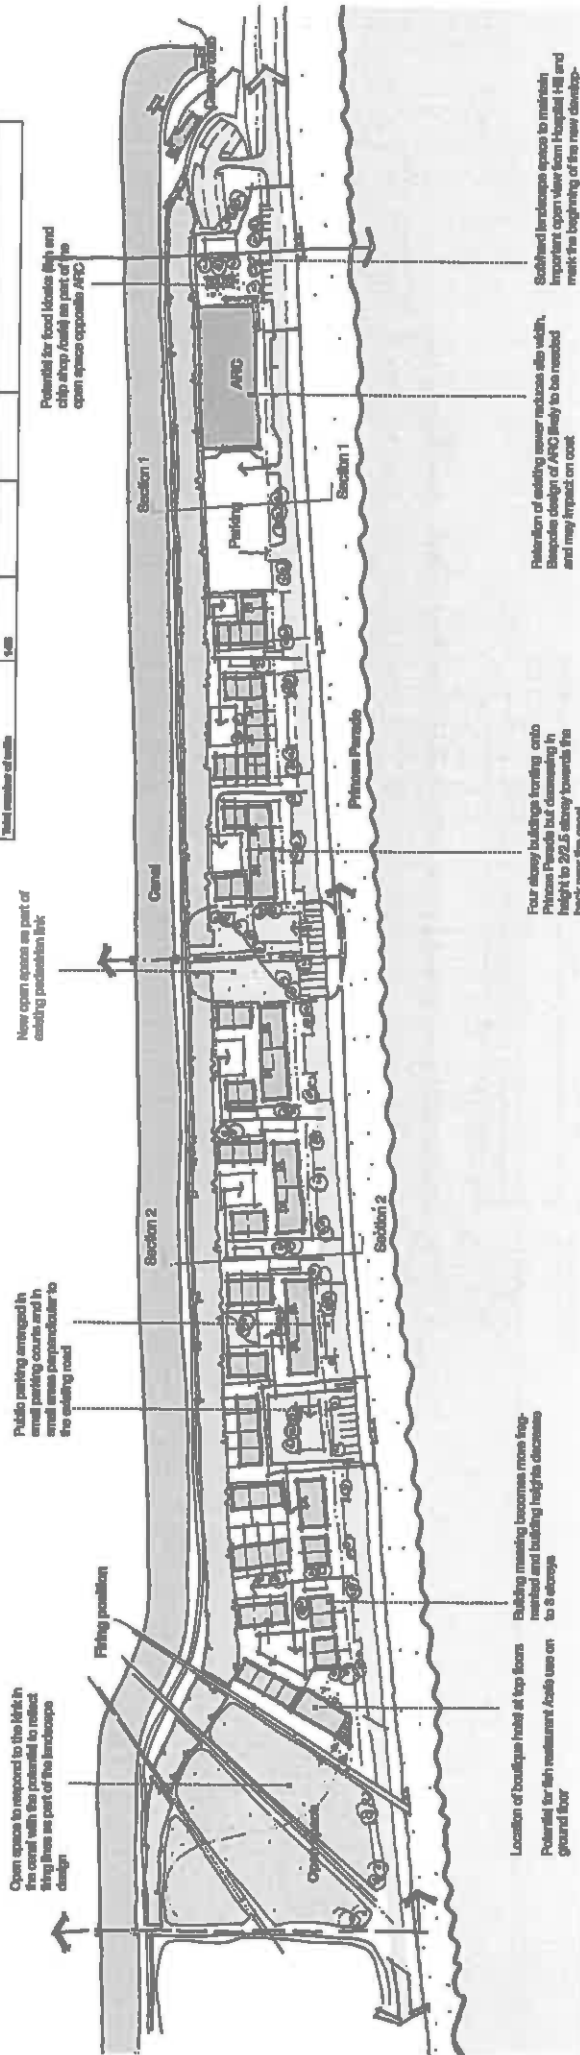 Open space to respond to the kink in
the canal with the potential to reflect
firing lines as part of the landscape
design
Firing position
Public parking arranged in
small parking courts and in
small areas perpendicular to
the existing road
New open space as part of
existing pedestrian link
Potential for food kiosks (fish and
chip shop /cafe) as part of the
open space opposite ARC
Total number of units
Section 2
Canal
Section 1
Canoe club
Open space
Parking
ARC
Section 2
Princes Parade
Section 1
Location of boutique hotel at top floors
Potential for fish restaurant /cafe use on
ground floor
Building massing becomes more frag-
mented and building heights decrease
to 3 storeys
Four storey buildings fronting onto
Princes Parade but decreasing in
height to 2/2.5 storey towards the
Retention of existing sewer reduces site width.
Bespoke design of ARC likely to be needed
and may impact on cost
Soft/hard landscape space to maintain
important open view from Hospital Hill and
mark the beginning of the new develop-